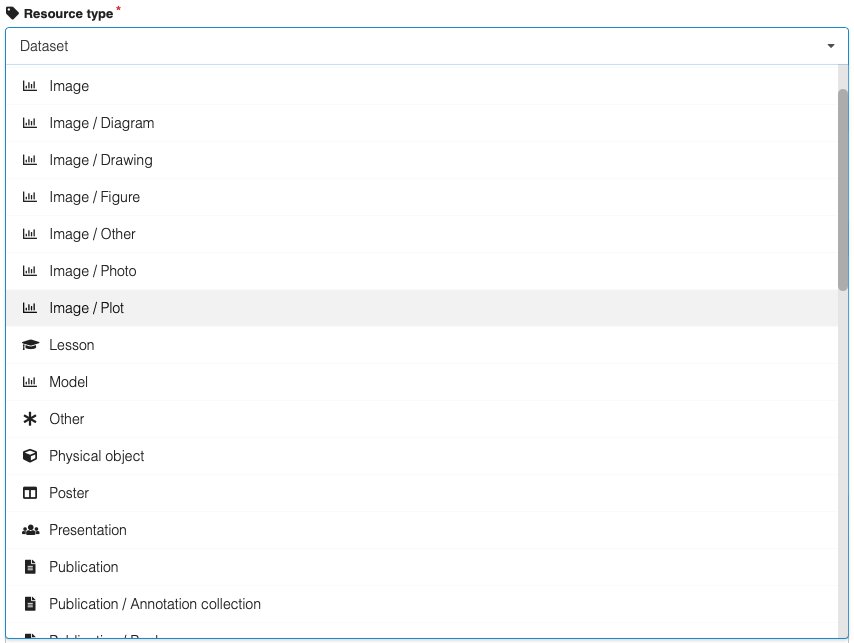 Resource type *
Dataset
Image
Image / Diagram
Image / Drawing
Image / Figure
Image / Other
Image / Photo
Image / Plot
Lesson
Model
Other
Physical object
Poster
Presentation
Publication
Publication / Annotation collection